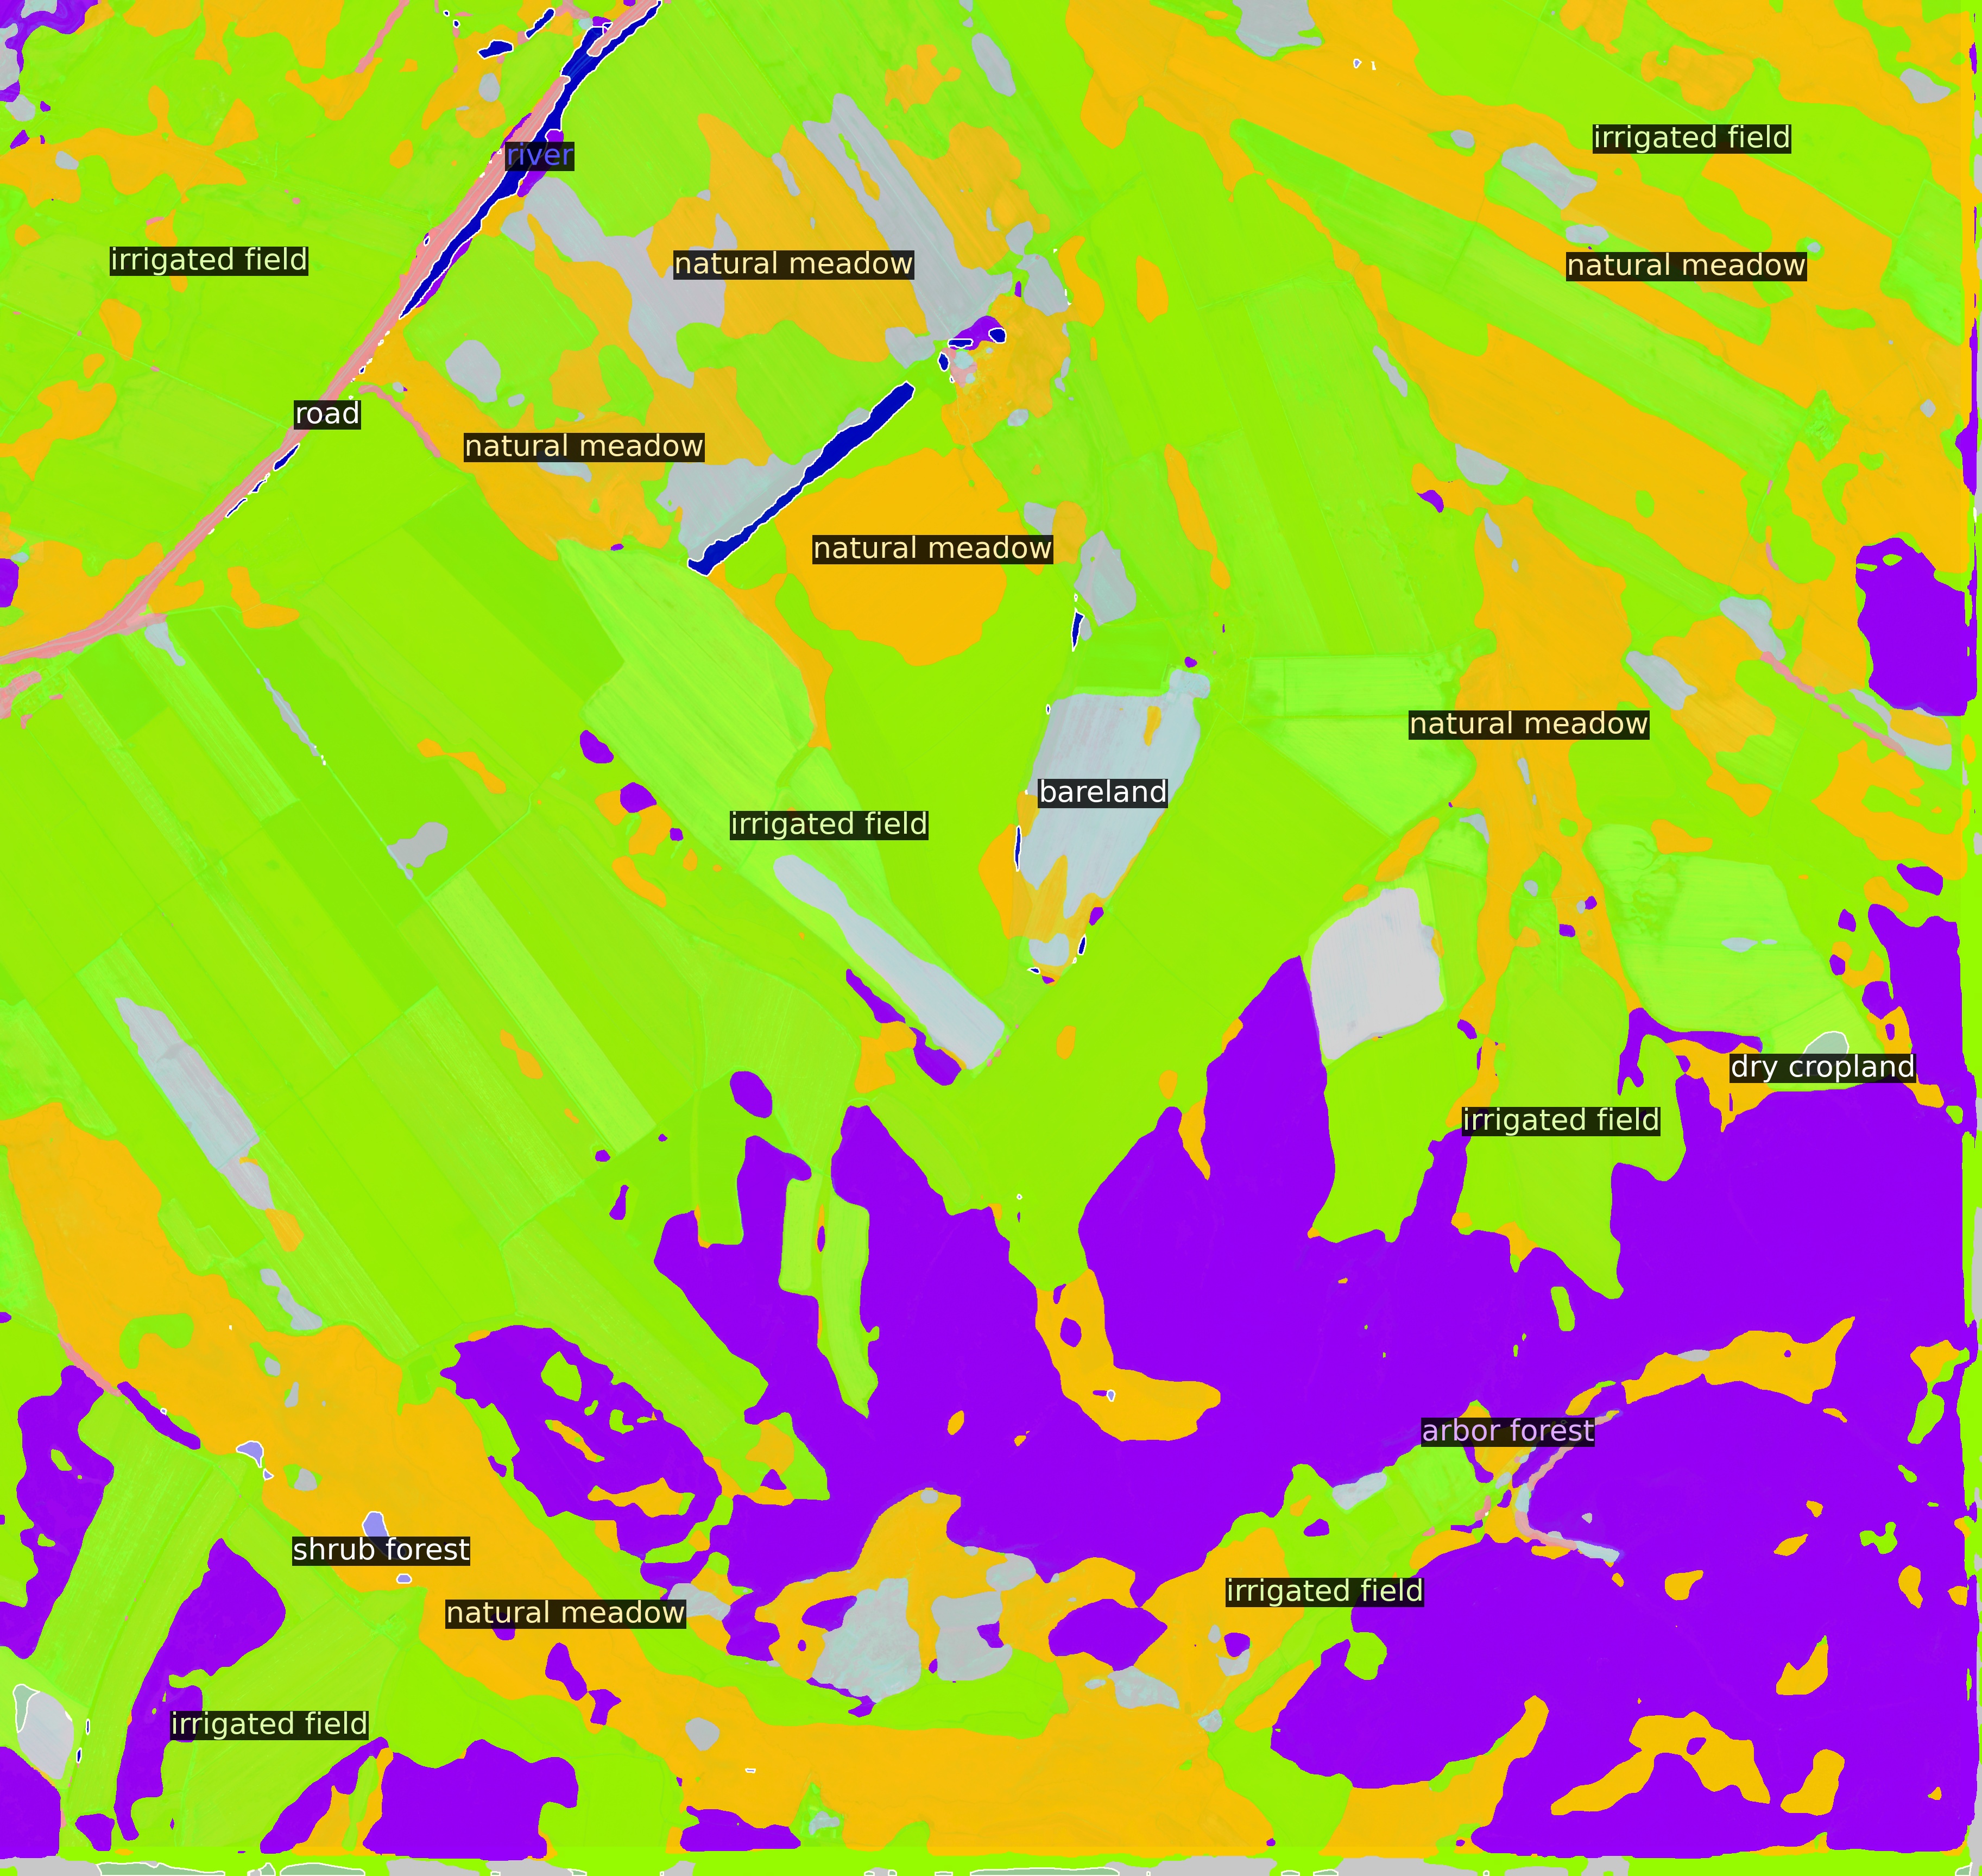 irrigated field
river
irrigated field
natural meadow
natural meadow
road
natural meadow
natural meadow
natural meadow
bareland
irrigated field
dry cropland
irrigated field
arbor forest
shrub forest
irrigated field
natural meadow
irrigated field